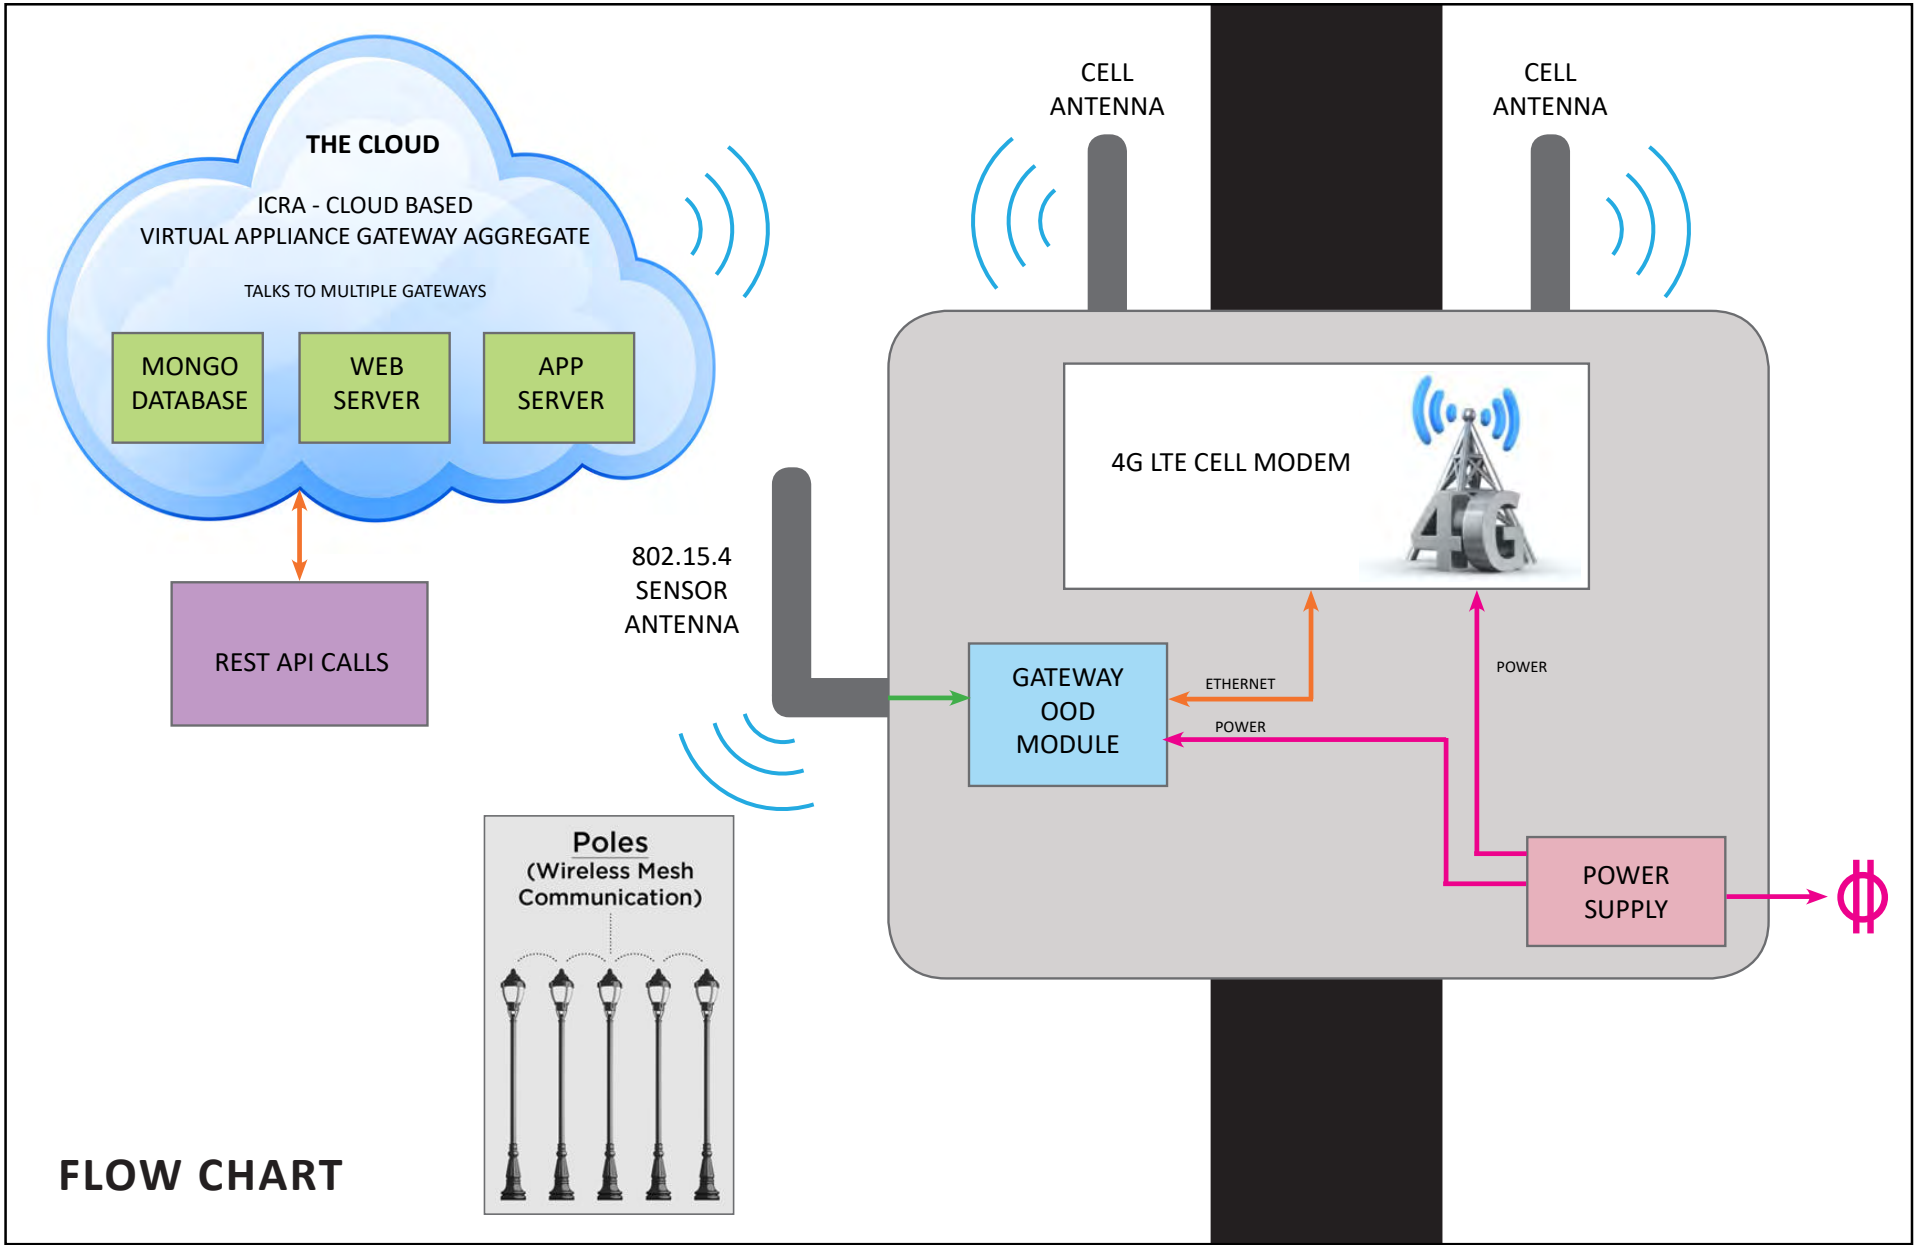 THE CLOUD
ICRA - CLOUD BASED
VIRTUAL APPLIANCE GATEWAY AGGREGATE
TALKS TO MULTIPLE GATEWAYS
MONGO
DATABASE
WEB
SERVER
APP
SERVER
REST API CALLS
CELL
ANTENNA
CELL
ANTENNA
4G LTE CELL MODEM
4G
802.15.4
SENSOR
ANTENNA
GATEWAY
OOD
MODULE
ETHERNET
POWER
POWER
POWER
SUPPLY
Poles
(Wireless Mesh
Communication)
FLOW CHART